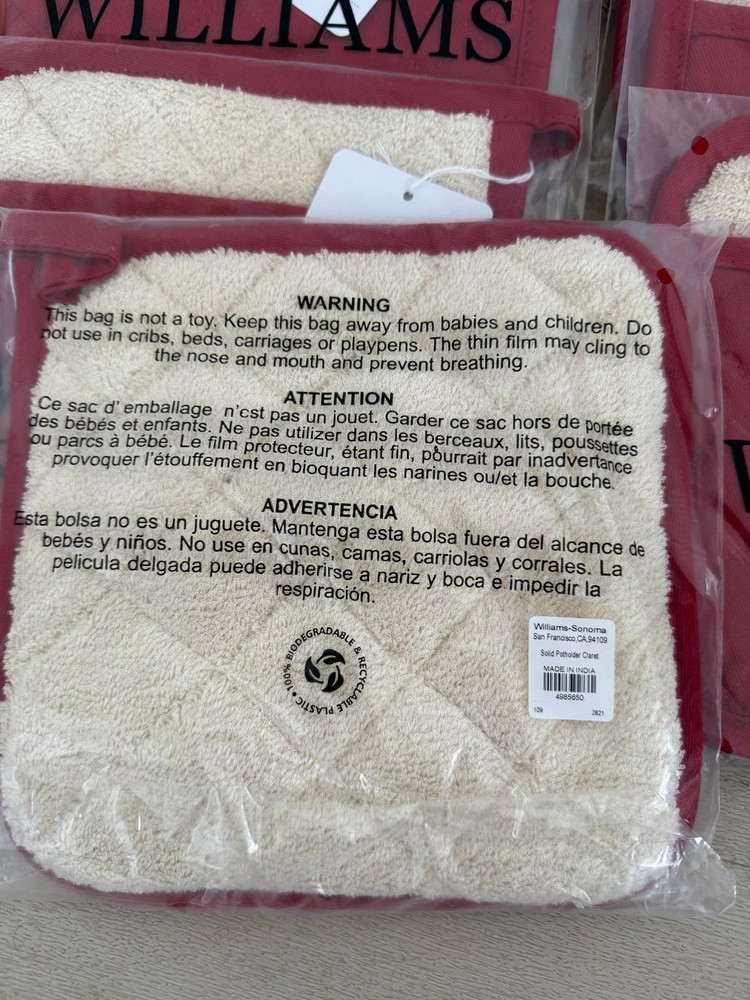 WILLIAMS
WARNING
This bag is not a toy. Keep this bag away from babies and children. Do
not use in cribs, beds, carriages or playpens. The thin film may cling to
the nose and mouth and prevent breathing.
ATTENTION
Ce sac d' emballage n'cst pas un jouet. Garder ce sac hors de portée
des bébés et enfants. Ne pas utilizer dans les berceaux, lits, poussettes
ou parcs à bébé. Le film protecteur, étant fin, pourrait par inadvertance
provoquer l'étouffement en bioquant les narines ou/et la bouche.
ADVERTENCIA
Esta bolsa no es un juguete. Mantenga esta bolsa fuera del alcance de
bebés y niños. No use en cunas, camas, carriolas y corrales. La
pelicula delgada puede adherirse a nariz y boca e impedir la
respiración.
100% BIODEGRADABLE & RECYCLABLE PLASTIC
Williams-Sonoma
San Francisco,CA,94109
Solid Potholder Claret
MADE IN INDIA
4985650
109 2821
W